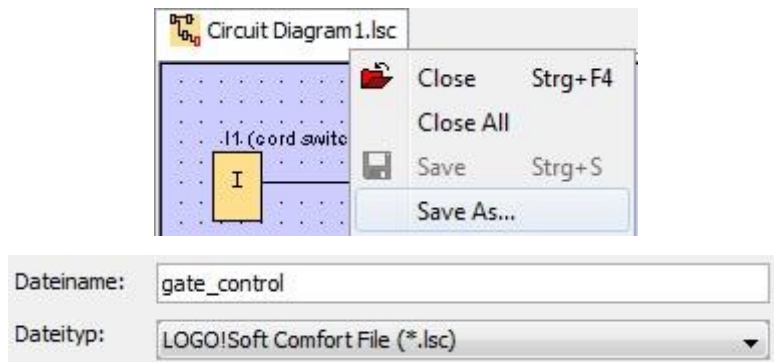 Circuit Diagram1.lsc
Close Strg+F4
Close All
I1 (cord switc
Save Strg+S
I
Save As...
Dateiname: gate_control
Dateityp: LOGO!Soft Comfort File (*.lsc)